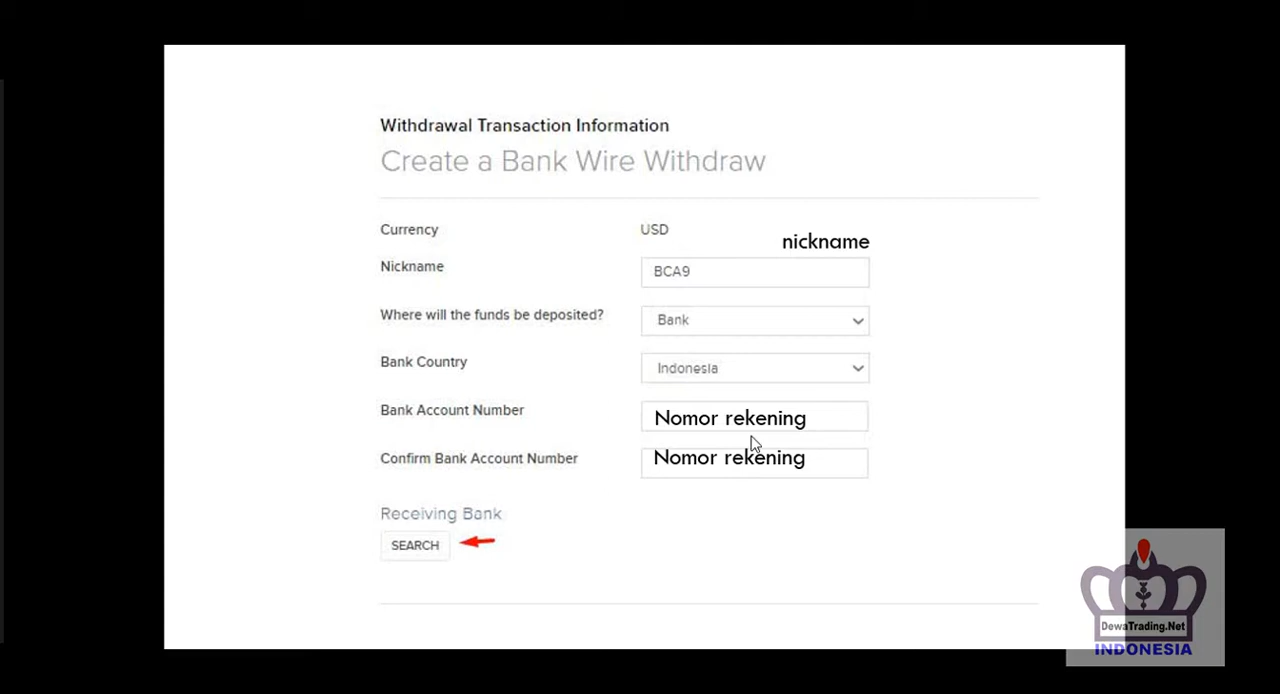 Withdrawal Transaction Information
Create a Bank Wire Withdraw
Currency USD
nickname
Nickname BCA9
Where will the funds be deposited? Bank
Bank Country Indonesia
Bank Account Number Nomor rekening
Confirm Bank Account Number Nomor rekening
Receiving Bank
SEARCH
DewaTrading.Net
INDONESIA